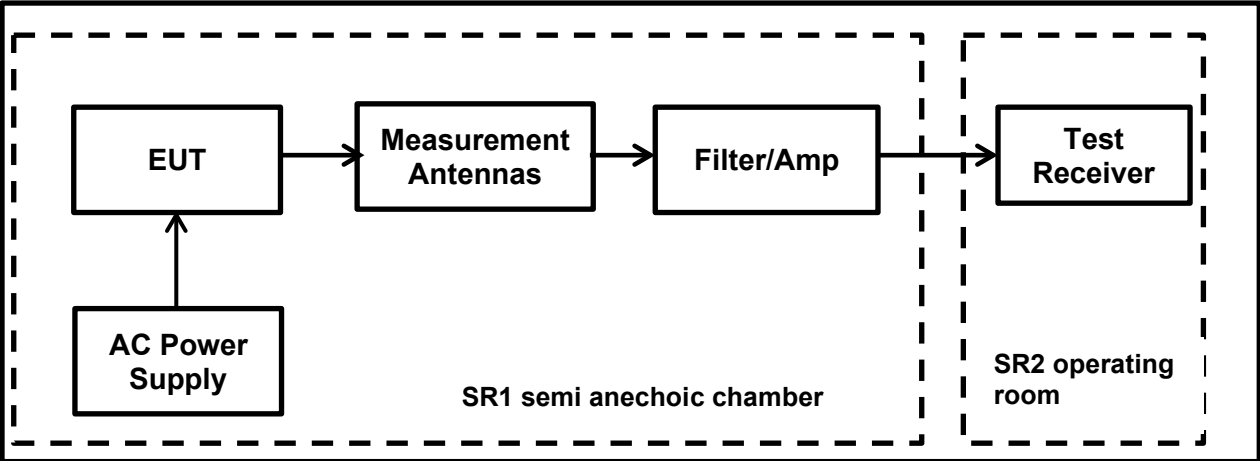 EUT
Measurement
Antennas
Filter/Amp
Test
Receiver
AC Power
Supply
SR1 semi anechoic chamber
SR2 operating
room